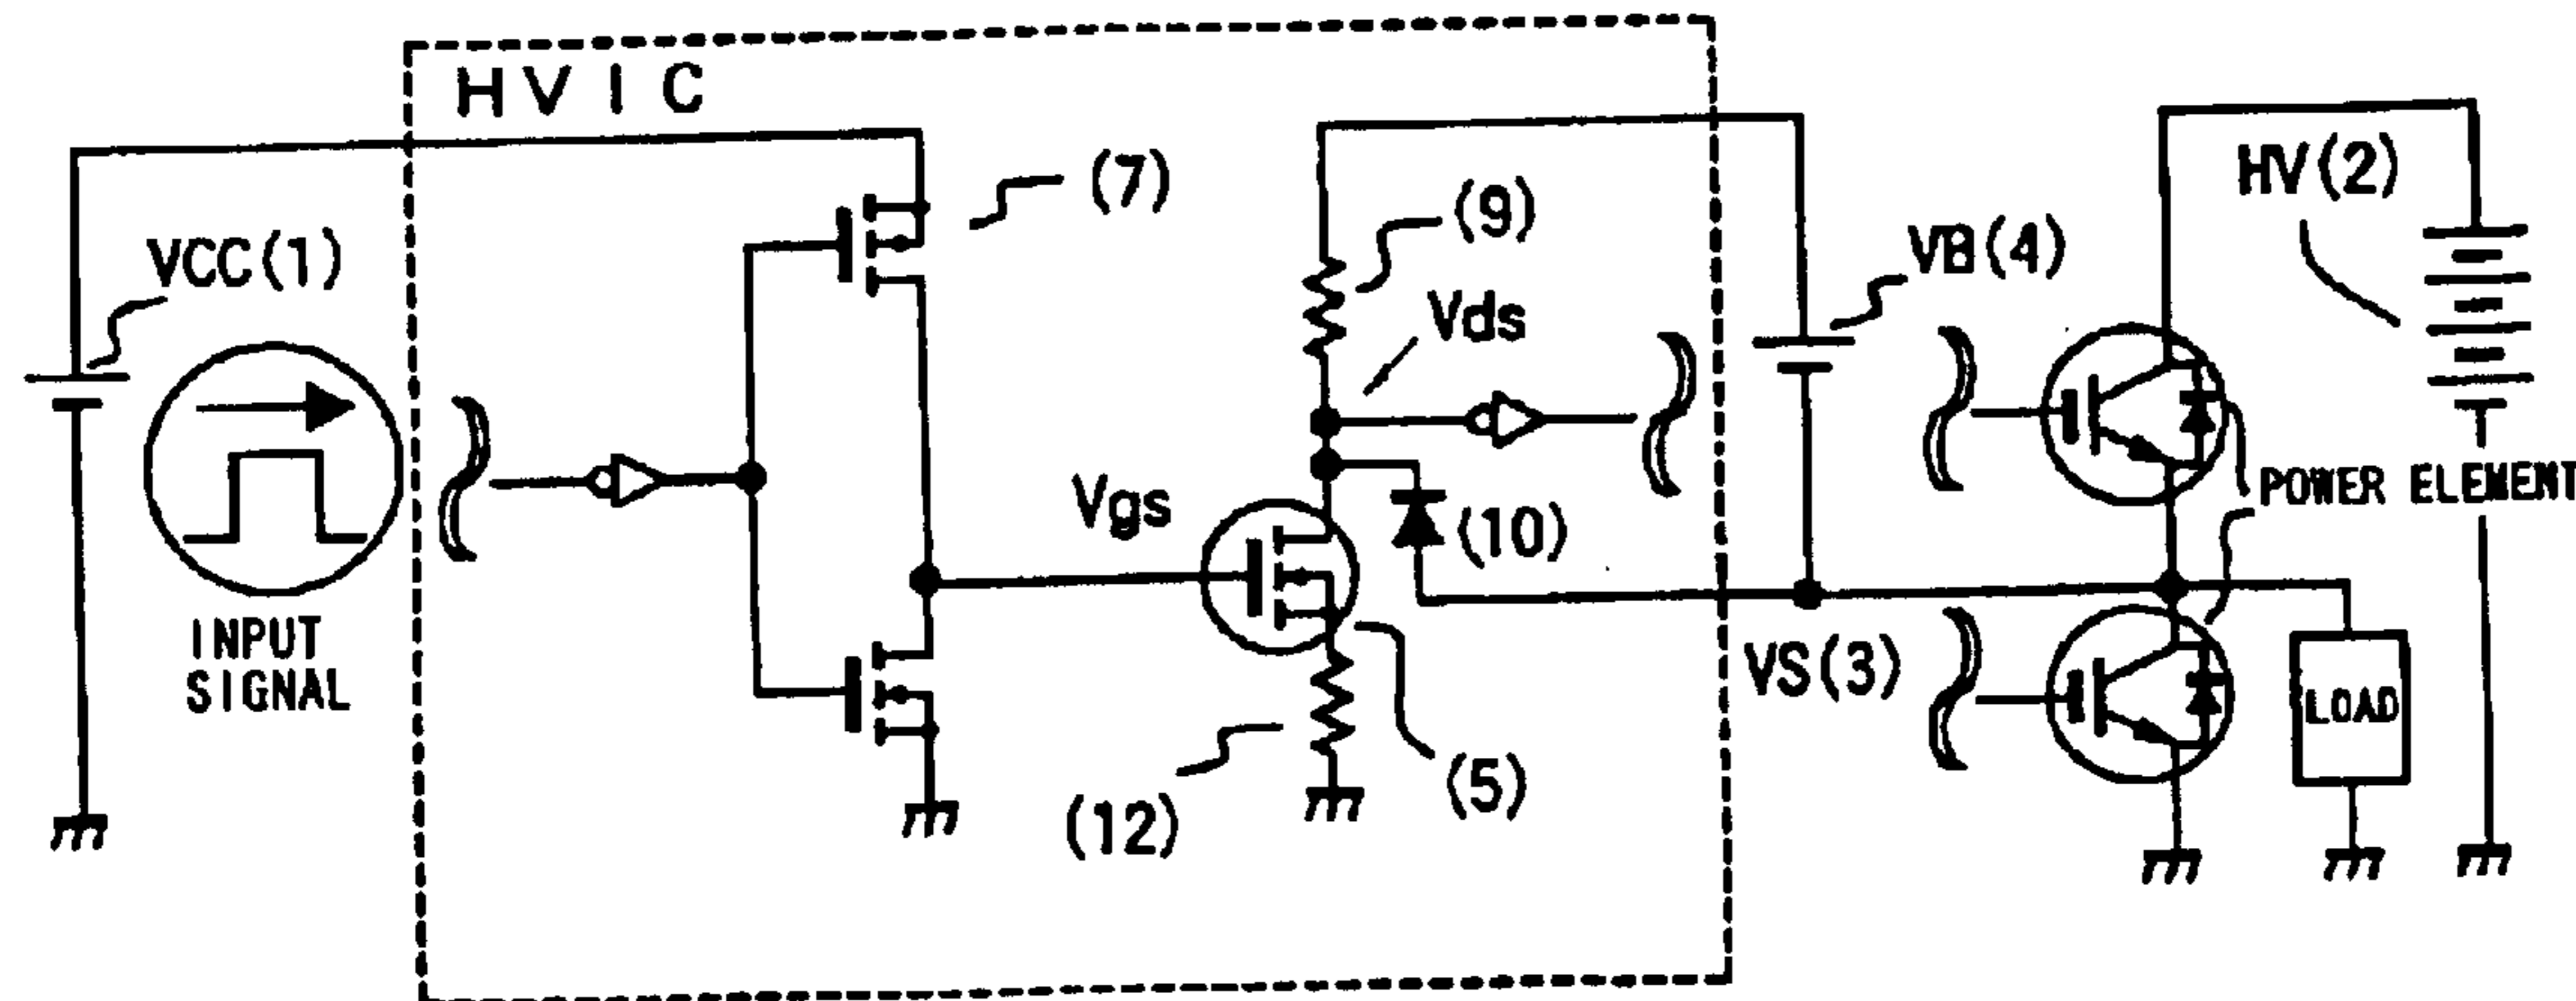 HVIC
(7)
HV(2)
(9)
VCC(1)
VB(4)
Vds
POWER ELEMENT
Vgs
(10)
INPUT
SIGNAL
VS(3)
LOAD
(5)
(12)